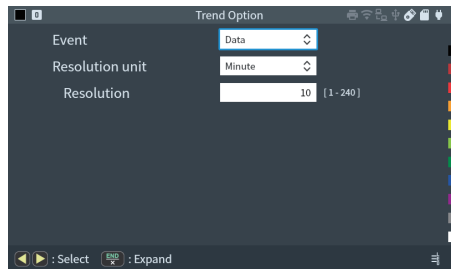 D Trend Option
Event Data
Resolution unit Minute
Resolution 10 [1 - 240]
: Select END × : Expand